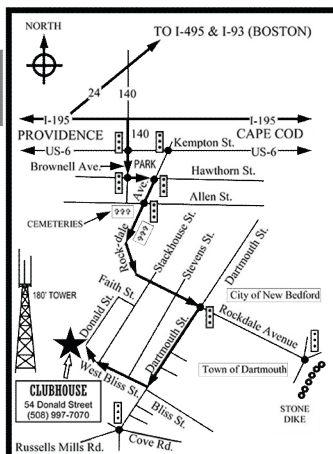 NORTH
TO I-495 & I-93 (BOSTON)
24
140
I-195
I-195
PROVIDENCE
140
Kempton St.
CAPE COD
US-6
US-6
Brownell Ave.
PARK
Hawthorn St.
Ave.
Allen St.
CEMETERIES
Rock-dale
Stackhouse St.
Stevens St.
Dartmouth St.
180' TOWER
Faith St.
Donald St.
City of New Bedford
Rockdale Avenue
Dartmouth St.
Town of Dartmouth
West Bliss St.
CLUBHOUSE
54 Donald Street
(508) 997-7070
Bliss St.
STONE
DIKE
Cove Rd.
Russells Mills Rd.